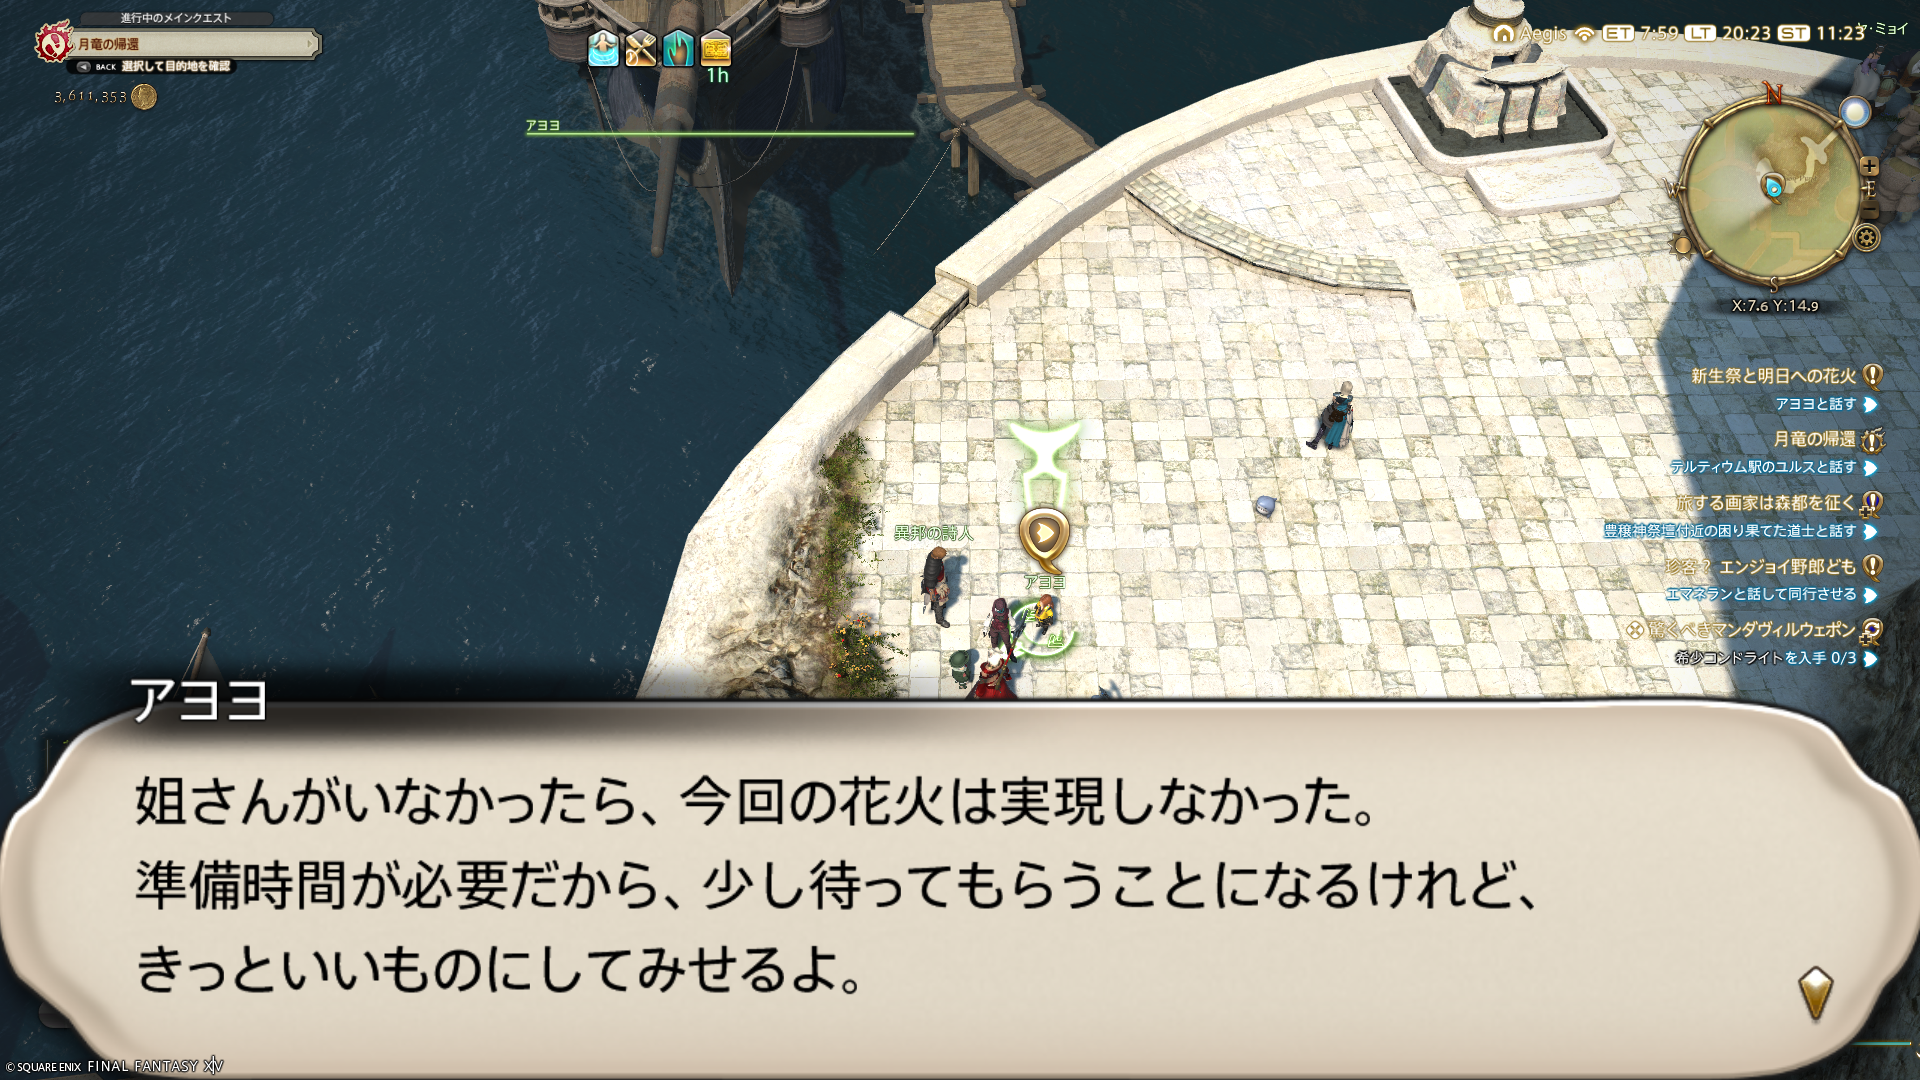 進行中のメインクエスト
月竜の帰還
BACK 選択して目的地を確認
3,611,353
1h
アヨヨ
Aegis ET 7:59 LT 20:23 ST 11:23
ヤ・ミョイ
N
W
E
S
X:7.6 Y:14.9
新生祭と明日への花火
アヨヨと話す
月竜の帰還
テルティウム駅のユルスと話す
旅する画家は森都を征く
豊穣神祭壇付近の困り果てた道士と話す
珍客？ エンジョイ野郎ども
エマネランと話して同行させる
驚くべきマンダヴィルウェポン
希少コンドライトを入手 0/3
異邦の詩人
アヨヨ
アヨヨ
姐さんがいなかったら、今回の花火は実現しなかった。
準備時間が必要だから、少し待ってもらうことになるけれど、
きっといいものにしてみせるよ。
© SQUARE ENIX FINAL FANTASY XIV